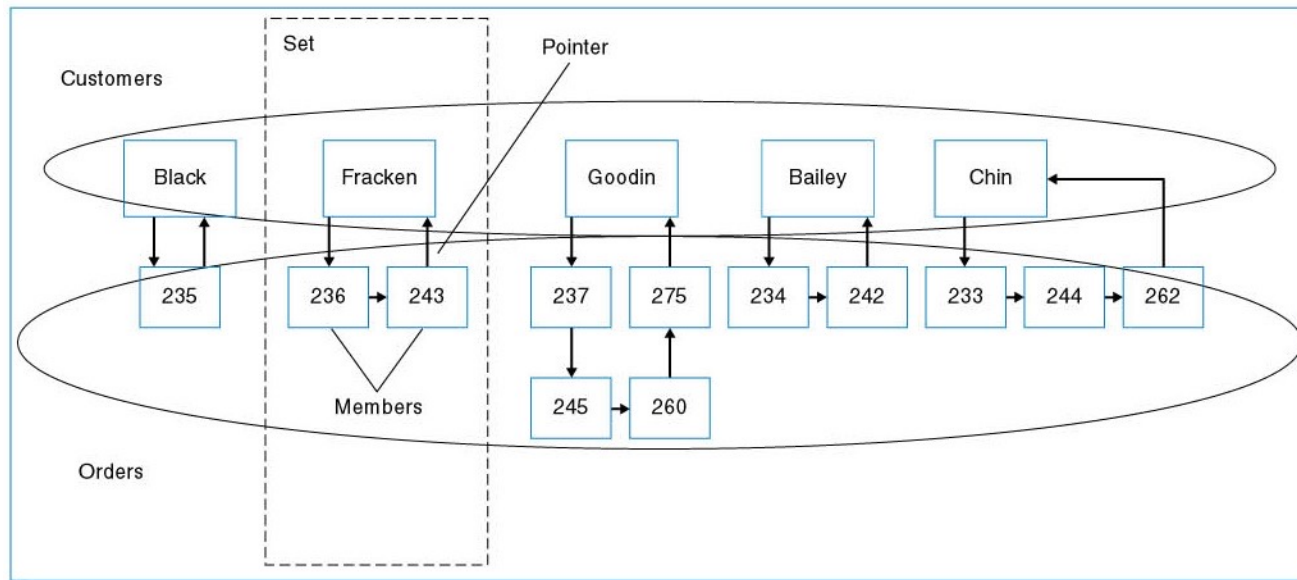 Set
Pointer
Customers
Black
Fracken
Goodin
Bailey
Chin
235
236
243
237
275
234
242
233
244
262
245
260
Members
Orders